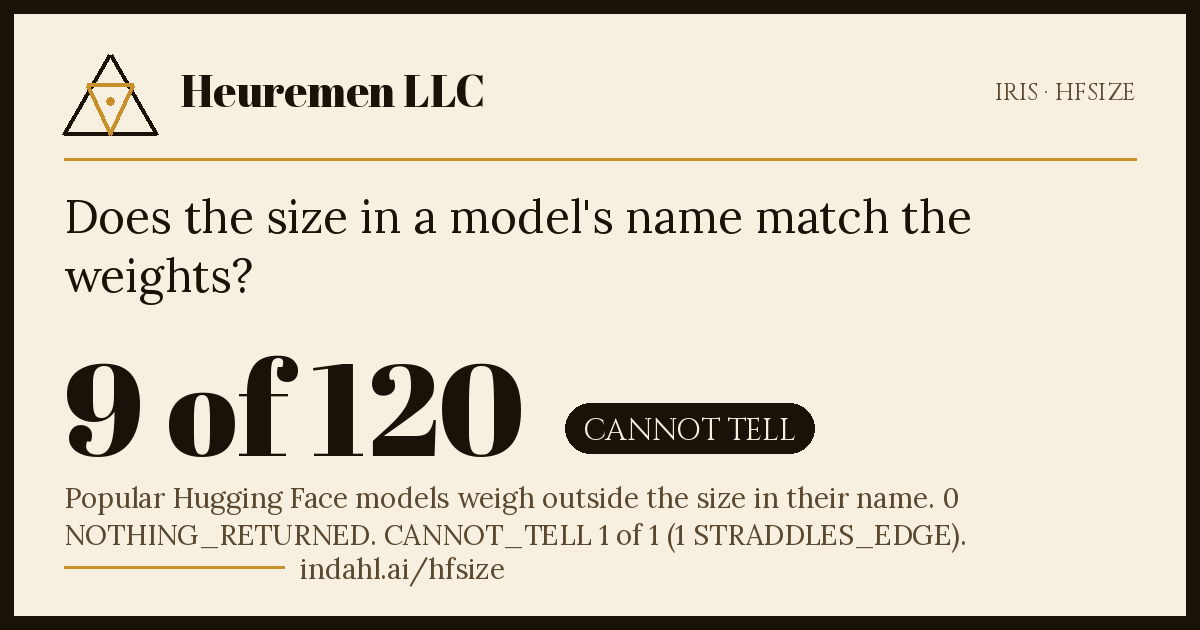 Heuremen LLC
IRIS · HFSIZE
Does the size in a model's name match the
weights?
9 of 120
CANNOT TELL
Popular Hugging Face models weigh outside the size in their name. 0
NOTHING_RETURNED. CANNOT_TELL 1 of 1 (1 STRADDLES_EDGE).
indahl.ai/hfsize